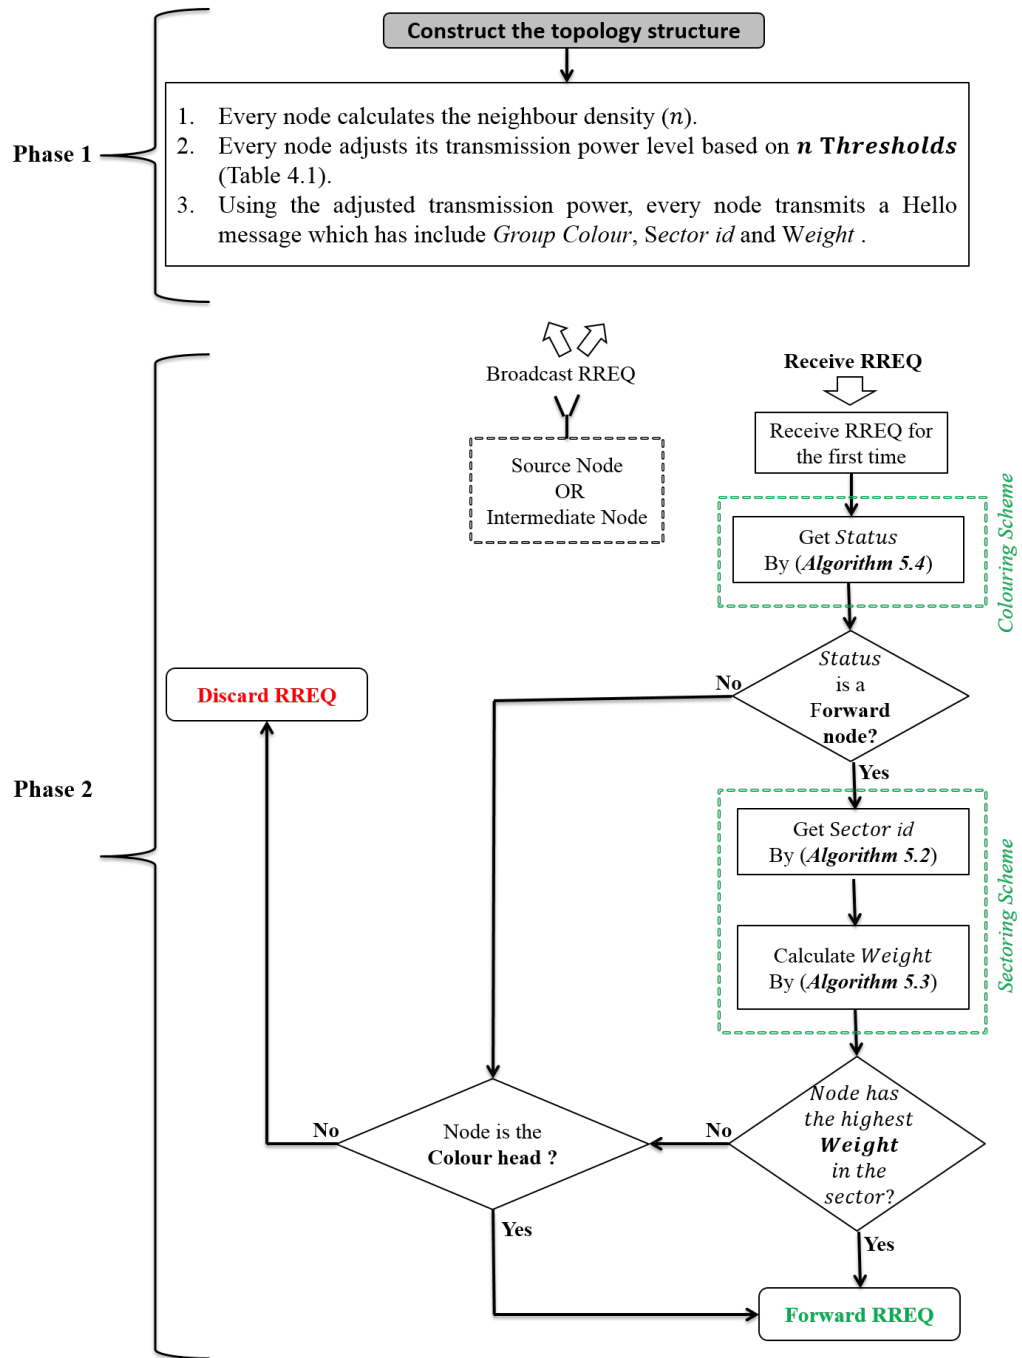 Construct the topology structure
Phase 1
1. Every node calculates the neighbour density (n).
2. Every node adjusts its transmission power level based on n Thresholds
(Table 4.1).
3. Using the adjusted transmission power, every node transmits a Hello
message which has include Group Colour, Sector id and Weight .
Phase 2
Broadcast RREQ
Source Node
OR
Intermediate Node
Receive RREQ
Receive RREQ for
the first time
Get Status
By (Algorithm 5.4)
Colouring Scheme
Status
is a
Forward
node?
No
Yes
Discard RREQ
Get Sector id
By (Algorithm 5.2)
Calculate Weight
By (Algorithm 5.3)
Sectoring Scheme
Node has
the highest
Weight
in the
sector?
No
Yes
Node is the
Colour head ?
No
Yes
Forward RREQ